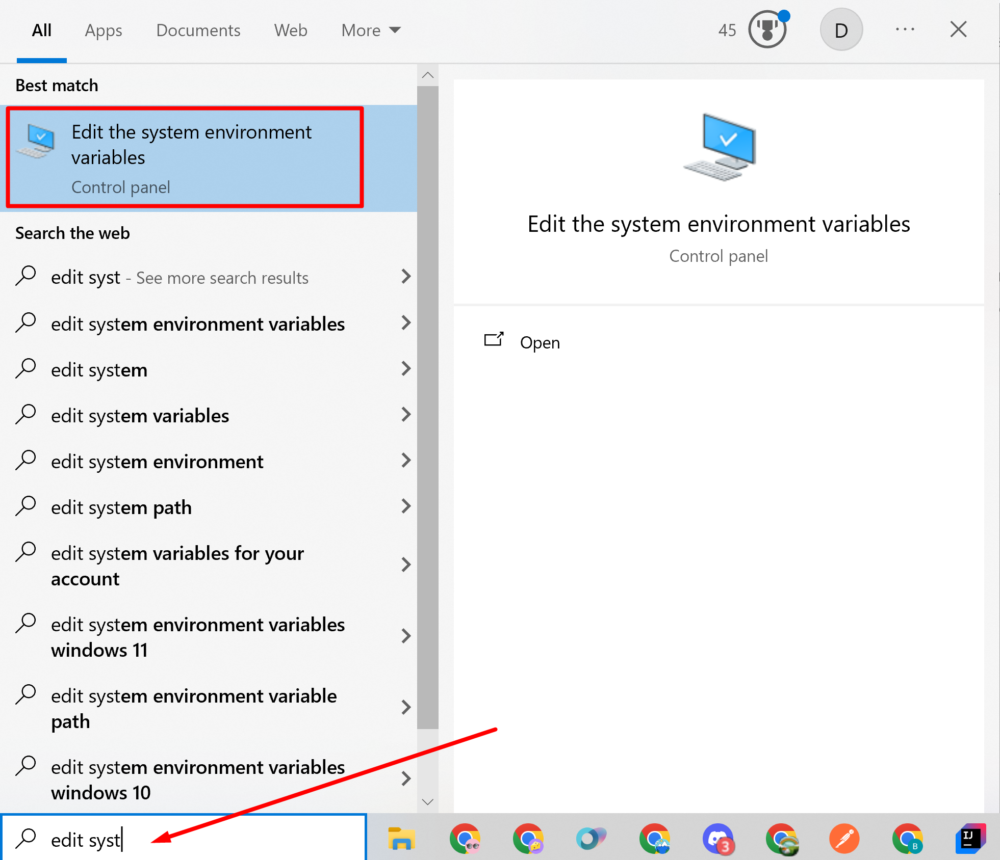 All Apps Documents Web More 45 D ...
Best match
Edit the system environment
variables
Control panel
Search the web
edit syst - See more search results
edit system environment variables
edit system
edit system variables
edit system environment
edit system path
edit system variables for your
account
edit system environment variables
windows 11
edit system environment variable
path
edit system environment variables
windows 10
Edit the system environment variables
Control panel
Open
edit syst
3
B
IJ